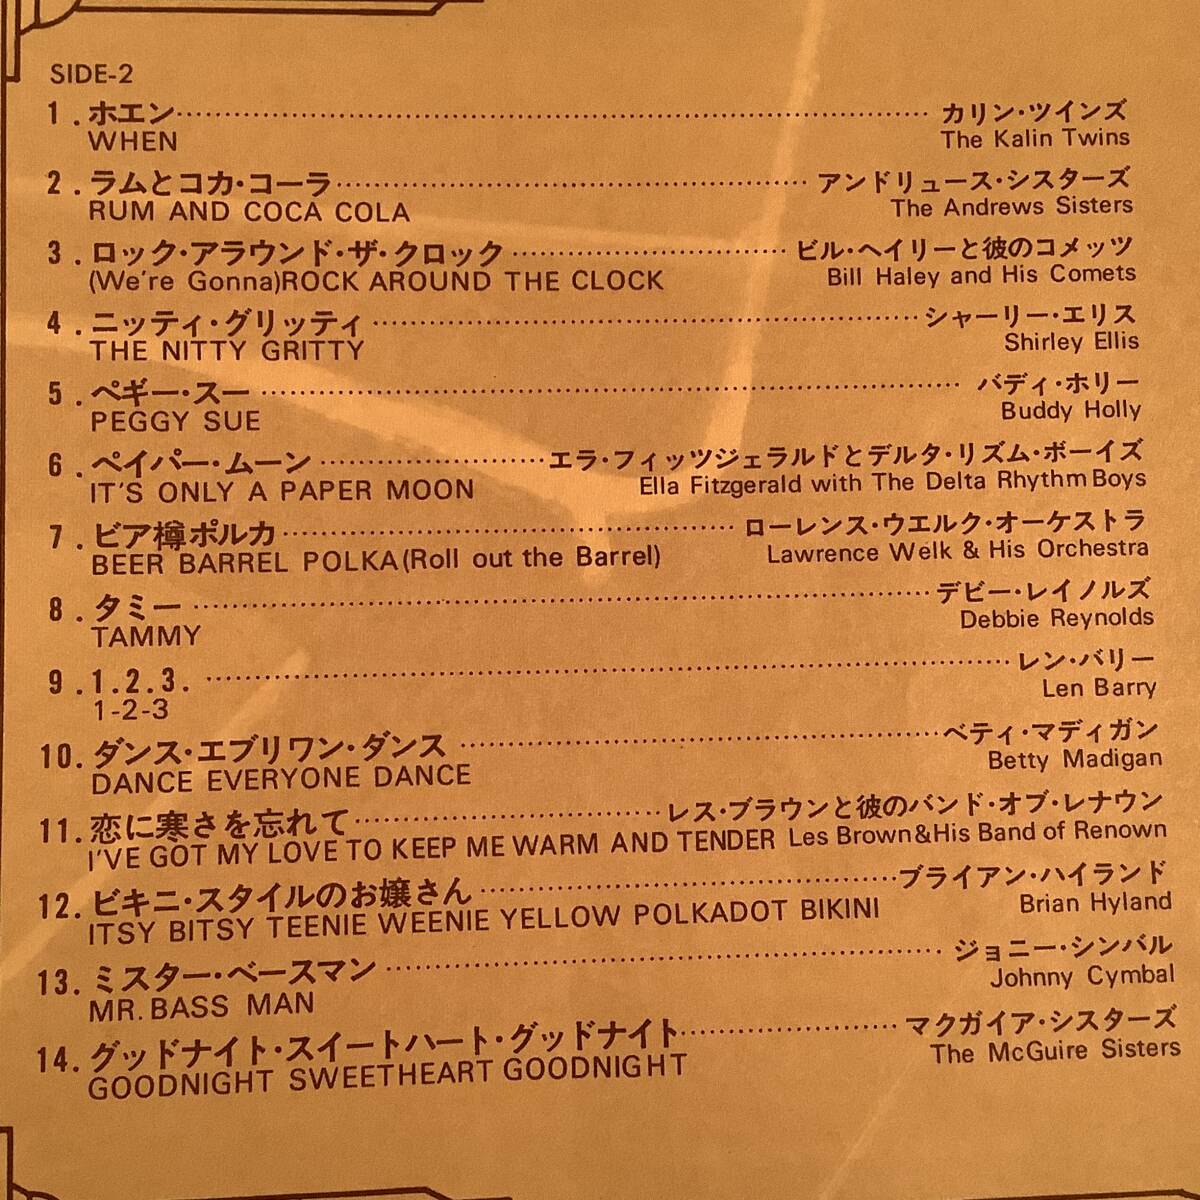 SIDE-2
1. ホエン…………カリン・ツインズ
WHEN The Kalin Twins
2. ラムとコカ・コーラ…………アンドリュース・シスターズ
RUM AND COCA COLA The Andrews Sisters
3. ロック・アラウンド・ザ・クロック…………ビル・ヘイリーと彼のコメッツ
(We're Gonna)ROCK AROUND THE CLOCK Bill Haley and His Comets
4. ニッティ・グリッティ…………シャーリー・エリス
THE NITTY GRITTY Shirley Ellis
5. ペギー・スー…………バディ・ホリー
PEGGY SUE Buddy Holly
6. ペイパー・ムーン…………エラ・フィッツジェラルドとデルタ・リズム・ボーイズ
IT'S ONLY A PAPER MOON Ella Fitzgerald with The Delta Rhythm Boys
7. ビア樽ポルカ…………ローレンス・ウエルク・オーケストラ
BEER BARREL POLKA(Roll out the Barrel) Lawrence Welk & His Orchestra
8. タミー…………デビー・レイノルズ
TAMMY Debbie Reynolds
9. 1.2.3.…………レン・バリー
1-2-3 Len Barry
10. ダンス・エブリワン・ダンス…………ベティ・マディガン
DANCE EVERYONE DANCE Betty Madigan
11. 恋に寒さを忘れて…………レス・ブラウンと彼のバンド・オブ・レナウン
I'VE GOT MY LOVE TO KEEP ME WARM AND TENDER Les Brown&His Band of Renown
12. ビキニ・スタイルのお嬢さん…………ブライアン・ハイランド
ITSY BITSY TEENIE WEENIE YELLOW POLKADOT BIKINI Brian Hyland
13. ミスター・ベースマン…………ジョニー・シンバル
MR. BASS MAN Johnny Cymbal
14. グッドナイト・スイートハート・グッドナイト…………マクガイア・シスターズ
GOODNIGHT SWEETHEART GOODNIGHT The McGuire Sisters